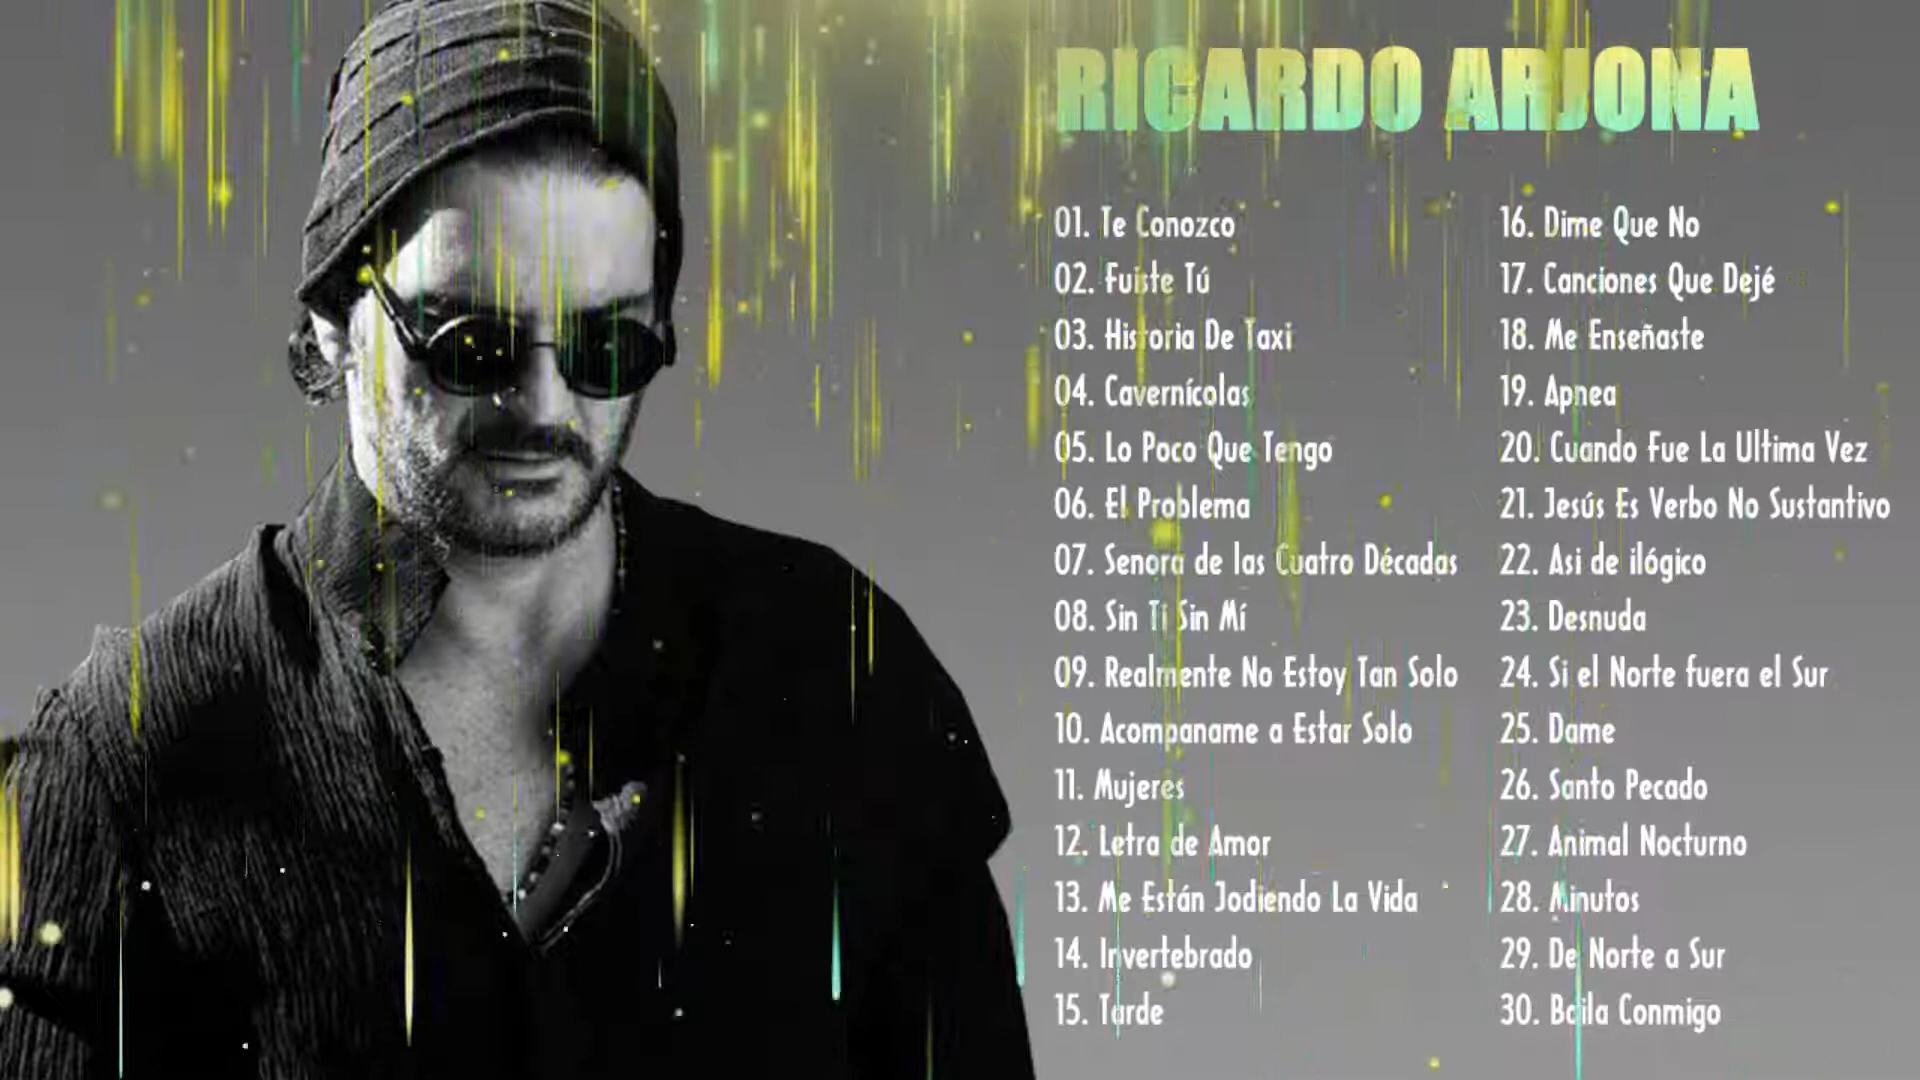 RICARDO ARJONA
01. Te Conozco
02. Fuiste Tú
03. Historia De Taxi
04. Cavernícolas
05. Lo Poco Que Tengo
06. El Problema
07. Senora de las Cuatro Décadas
08. Sin Ti Sin Mí
09. Realmente No Estoy Tan Solo
10. Acompaname a Estar Solo
11. Mujeres
12. Letra de Amor
13. Me Están Jodiendo La Vida
14. Invertebrado
15. Tarde
16. Dime Que No
17. Canciones Que Dejé
18. Me Enseñaste
19. Apnea
20. Cuando Fue La Ultima Vez
21. Jesús Es Verbo No Sustantivo
22. Asi de ilógico
23. Desnuda
24. Si el Norte fuera el Sur
25. Dame
26. Santo Pecado
27. Animal Nocturno
28. Minutos
29. De Norte a Sur
30. Baila Conmigo